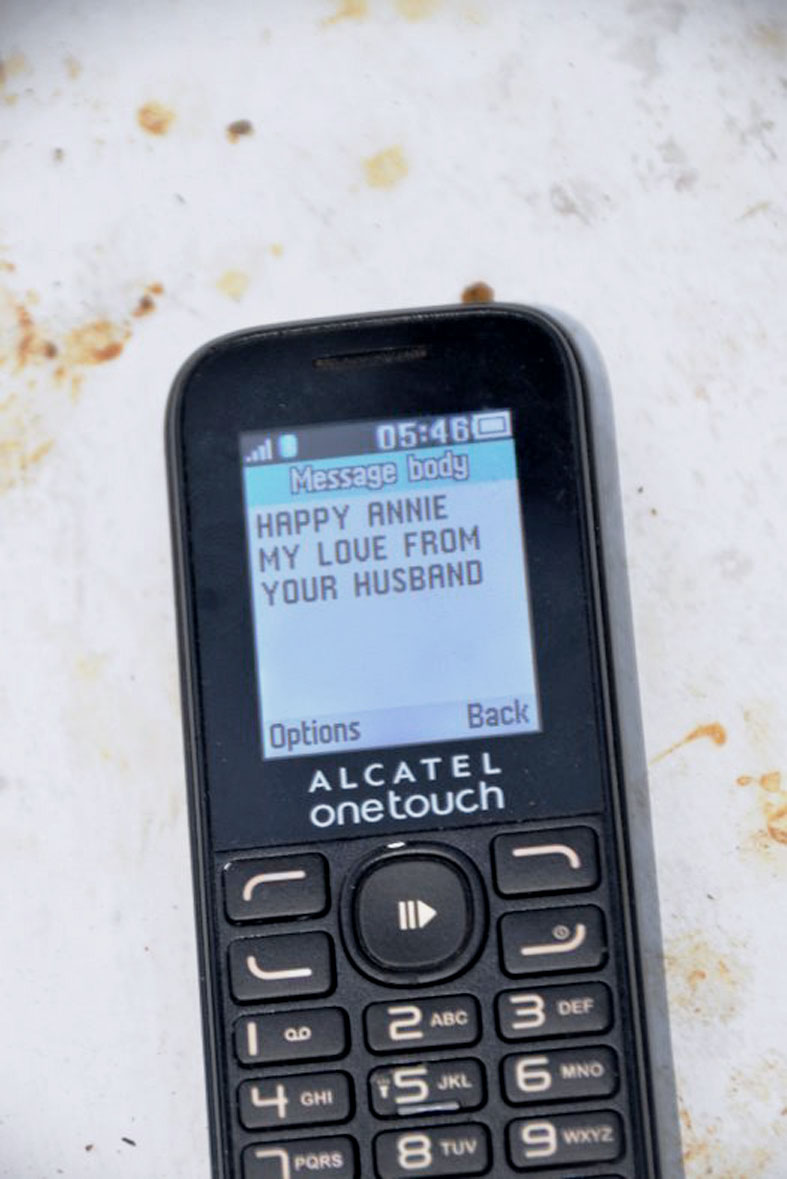 05:46
Message body
HAPPY ANNIE
MY LOVE FROM
YOUR HUSBAND
Options Back
ALCATEL
onetouch
1 2 ABC 3 DEF
4 GHI 5 JKL 6 MNO
7 PQRS 8 TUV 9 WXYZ